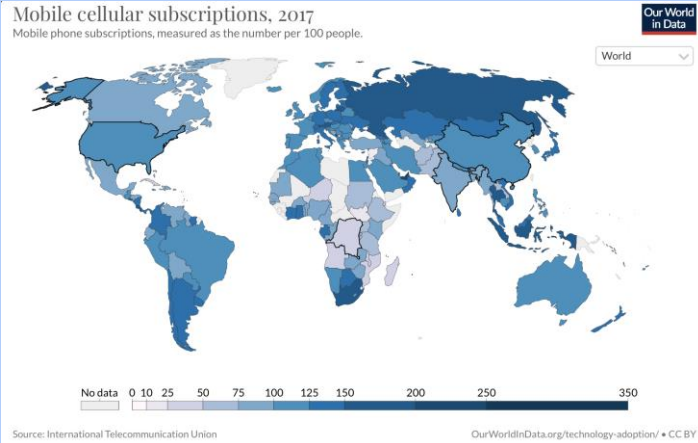 Mobile cellular subscriptions, 2017
Mobile phone subscriptions, measured as the number per 100 people.
Our World
in Data
World
No data 0 10 25 50 75 100 125 150 200 250 350
Source: International Telecommunication Union
OurWorldInData.org/technology-adoption/ • CC BY